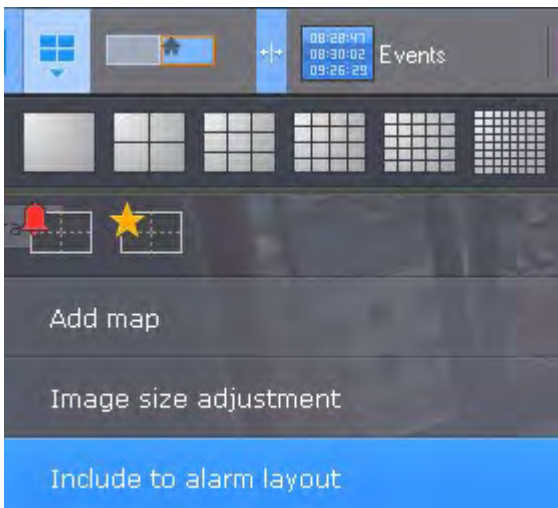 08:28:47
08:30:02
09:26:29
Events
ra
Add map
Image size adjustment
Include to alarm layout